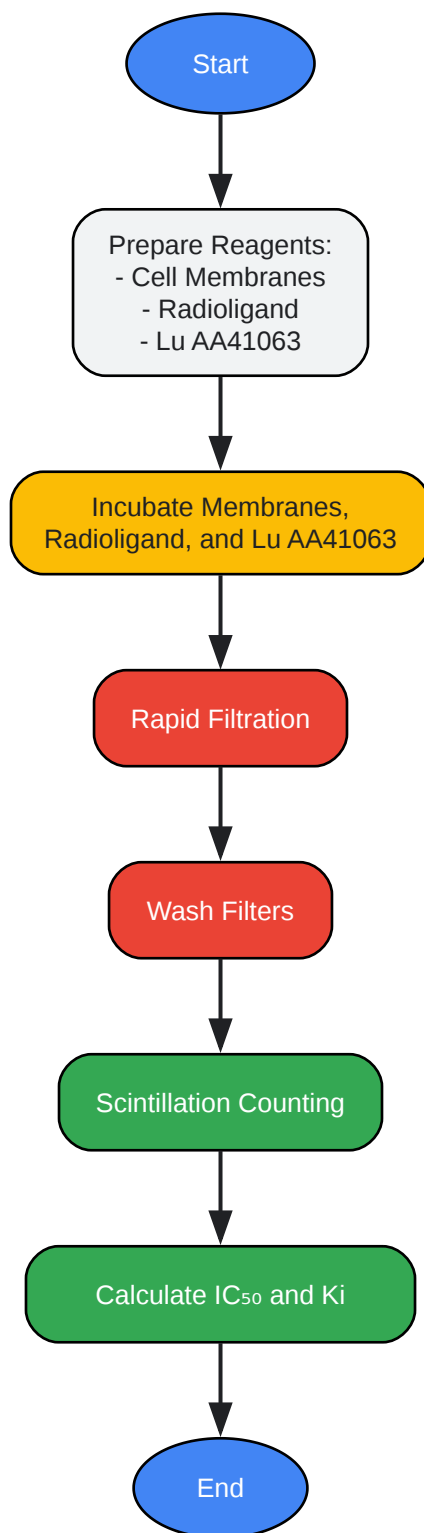 Start
Prepare Reagents:
- Cell Membranes
- Radioligand
- Lu AA41063
Incubate Membranes,
Radioligand, and Lu AA41063
Rapid Filtration
Wash Filters
Scintillation Counting
Calculate IC₅₀ and Ki
End